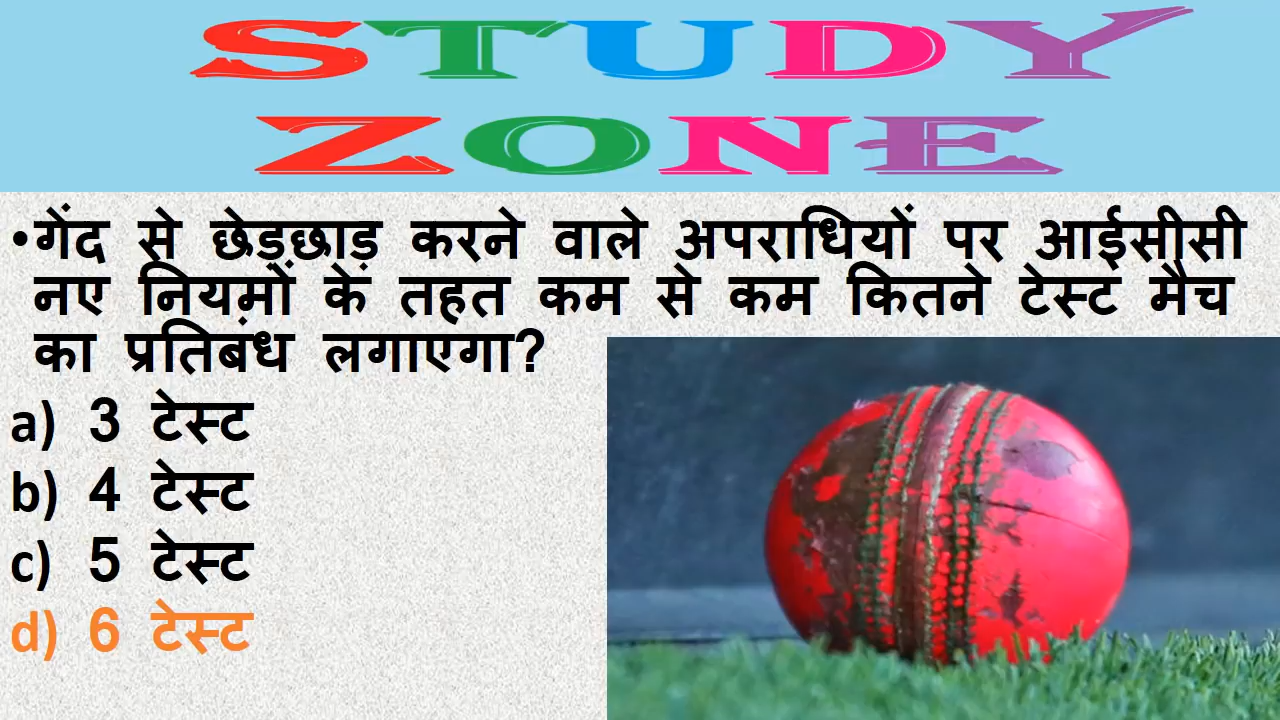 STUDY
ZONE
•गेंद से छेड़छाड़ करने वाले अपराधियों पर आईसीसी
नए नियमों के तहत कम से कम कितने टेस्ट मैच
का प्रतिबंध लगाएगा?
a) 3 टेस्ट
b) 4 टेस्ट
c) 5 टेस्ट
d) 6 टेस्ट